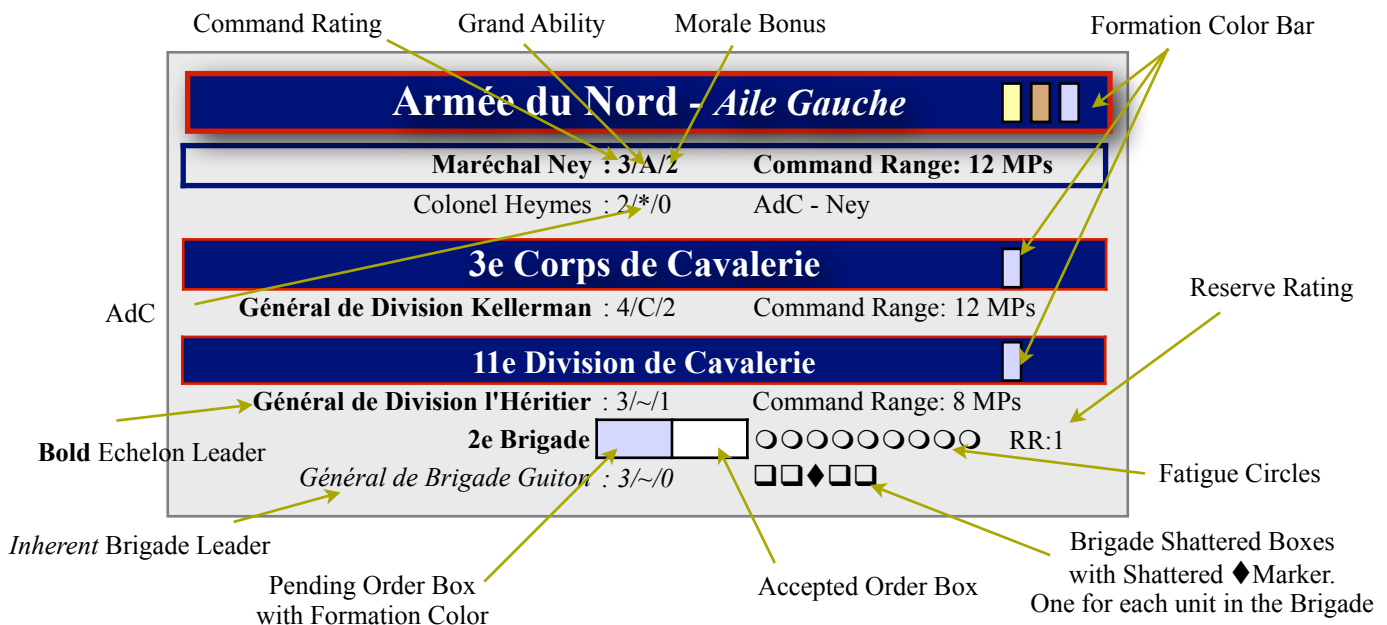 Command Rating Grand Ability Morale Bonus Formation Color Bar
Armée du Nord - Aile Gauche
Maréchal Ney : 3/A/2 Command Range: 12 MPs
Colonel Heymes : 2/*/0 AdC - Ney
3e Corps de Cavalerie
Reserve Rating
AdC
Général de Division Kellerman : 4/C/2 Command Range: 12 MPs
11e Division de Cavalerie
Général de Division l'Héritier : 3/~/1 Command Range: 8 MPs
2e Brigade RR:1
Bold Echelon Leader
Général de Brigade Guiton : 3/~/0
Fatigue Circles
Inherent Brigade Leader
Pending Order Box
with Formation Color
Accepted Order Box
Brigade Shattered Boxes
with Shattered ♦Marker.
One for each unit in the Brigade